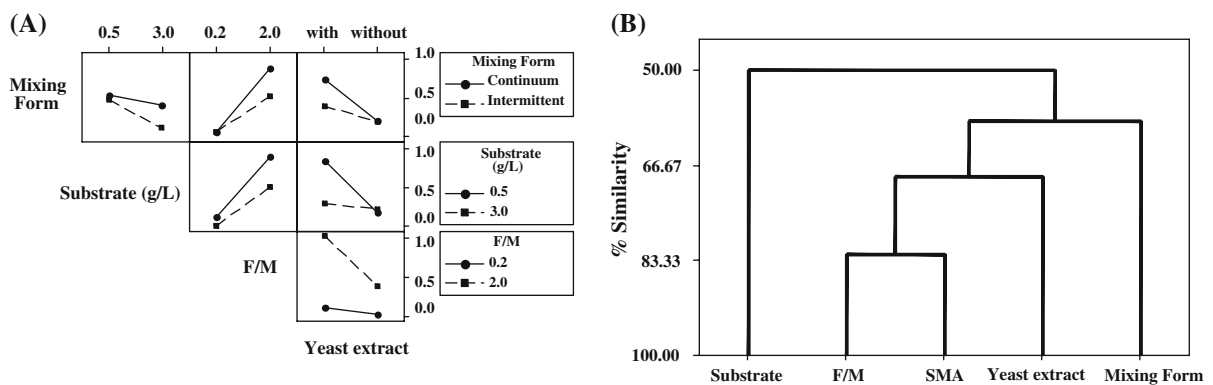 (A)
0.5 3.0 0.2 2.0 with without
Mixing Form
1.0
0.5
0.0
Mixing Form
Continuum
Intermittent
Substrate (g/L)
1.0
0.5
0.0
Substrate (g/L)
0.5
3.0
F/M
1.0
0.5
0.0
F/M
0.2
2.0
Yeast extract
(B)
% Similarity
50.00
66.67
83.33
100.00
Substrate F/M SMA Yeast extract Mixing Form